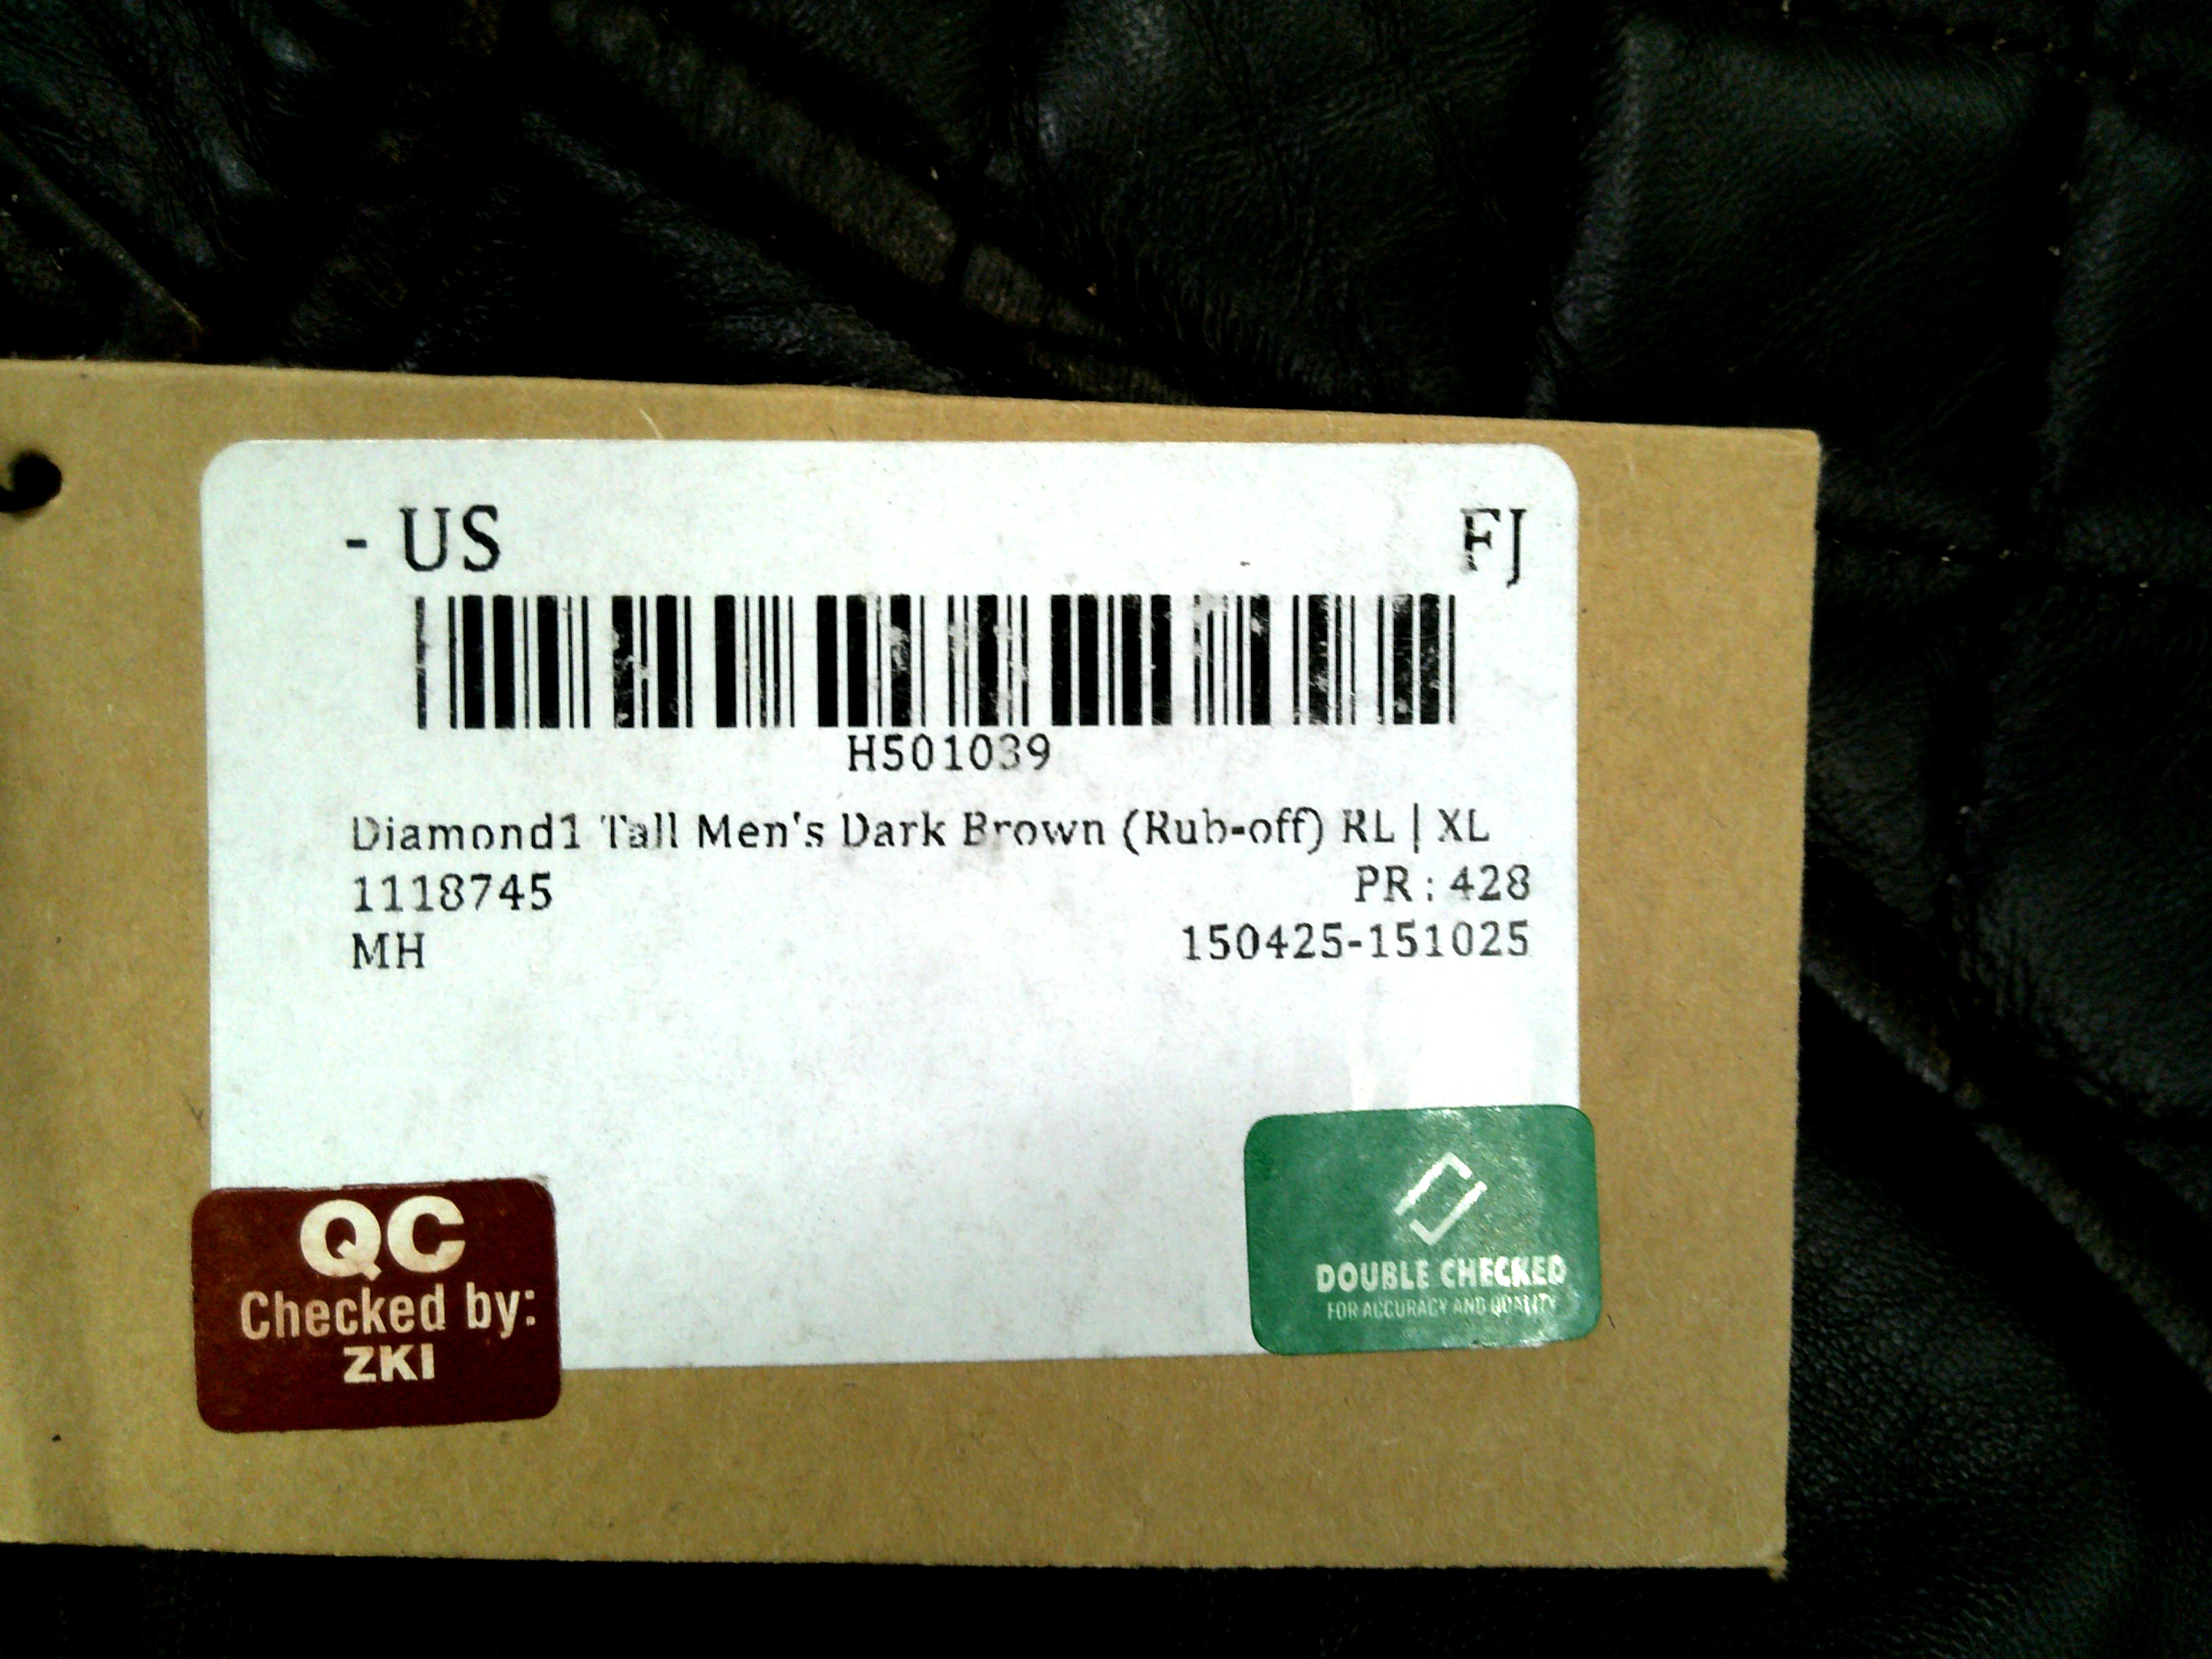 - US FJ
H501039
Diamond1 Tall Men's Dark Brown (Rub-off) RL | XL
1118745 PR : 428
MH 150425-151025
QC
Checked by:
ZKI
DOUBLE CHECKED
FOR ACCURACY AND QUALITY